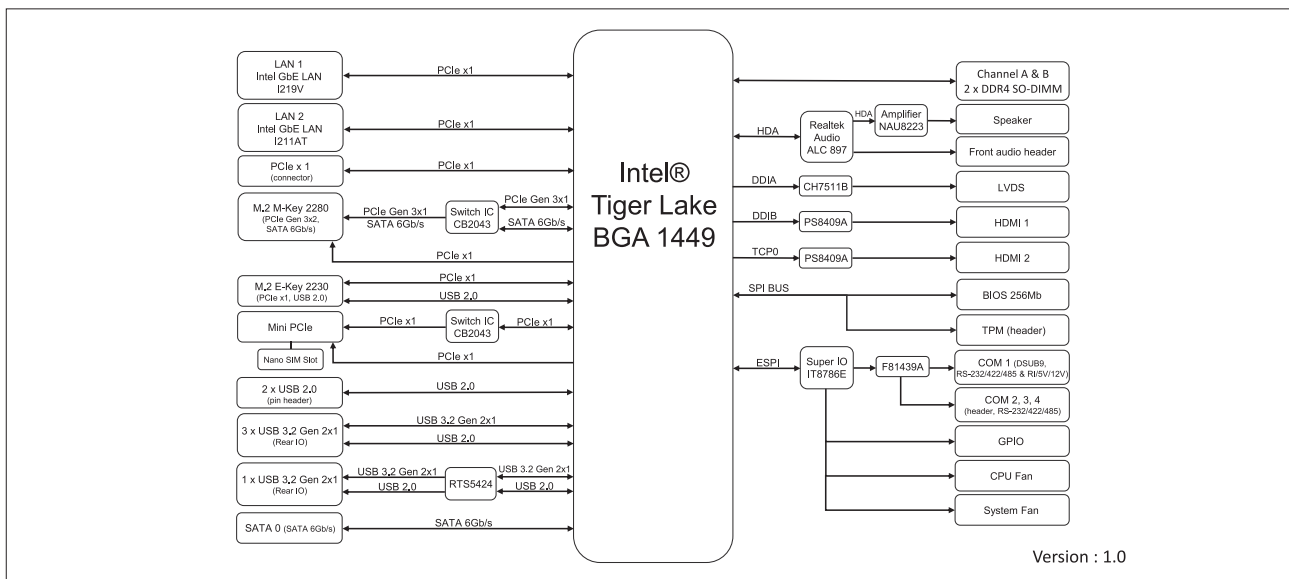 LAN 1
Intel GbE LAN
I219V
PCIe x1
LAN 2
Intel GbE LAN
I211AT
PCIe x1
PCIe x 1
(connector)
PCIe x1
M.2 M-Key 2280
(PCIe Gen 3x2,
SATA 6Gb/s)
PCIe Gen 3x1
SATA 6Gb/s
Switch IC
CB2043
PCIe Gen 3x1
SATA 6Gb/s
PCIe x1
M.2 E-Key 2230
(PCIe x1, USB 2.0)
PCIe x1
USB 2.0
Mini PCIe
PCIe x1
Switch IC
CB2043
PCIe x1
Nano SIM Slot
PCIe x1
2 x USB 2.0
(pin header)
USB 2.0
3 x USB 3.2 Gen 2x1
(Rear IO)
USB 3.2 Gen 2x1
USB 2.0
1 x USB 3.2 Gen 2x1
(Rear IO)
USB 3.2 Gen 2x1
USB 2.0
RTS5424
USB 3.2 Gen 2x1
USB 2.0
SATA 0 (SATA 6Gb/s)
SATA 6Gb/s
Intel®
Tiger Lake
BGA 1449
Channel A & B
2 x DDR4 SO-DIMM
HDA
Realtek
Audio
ALC 897
HDA
Amplifier
NAU8223
Speaker
Front audio header
DDIA
CH7511B
LVDS
DDIB
PS8409A
HDMI 1
TCP0
PS8409A
HDMI 2
SPI BUS
BIOS 256Mb
TPM (header)
ESPI
Super IO
IT8786E
F81439A
COM 1 (DSUB9,
RS-232/422/485 & RI/5V/12V)
COM 2, 3, 4
(header, RS-232/422/485)
GPIO
CPU Fan
System Fan
Version : 1.0